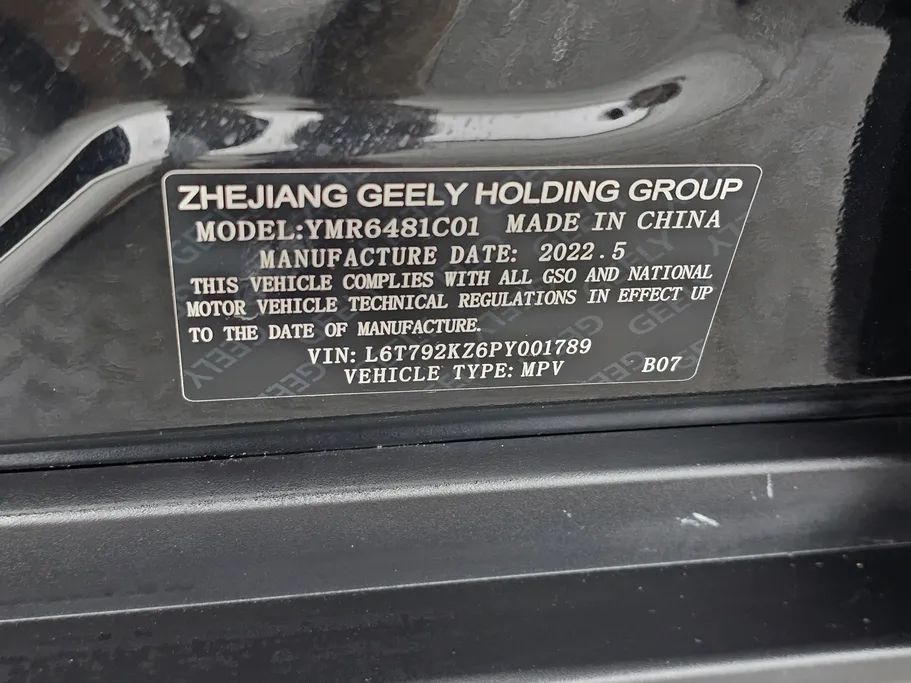 ZHEJIANG GEELY HOLDING GROUP
MODEL:YMR6481C01 MADE IN CHINA
MANUFACTURE DATE: 2022.5
THIS VEHICLE COMPLIES WITH ALL GSO AND NATIONAL
MOTOR VEHICLE TECHNICAL REGULATIONS IN EFFECT UP
TO THE DATE OF MANUFACTURE.
VIN: L6T792KZ6PY001789
VEHICLE TYPE: MPV B07